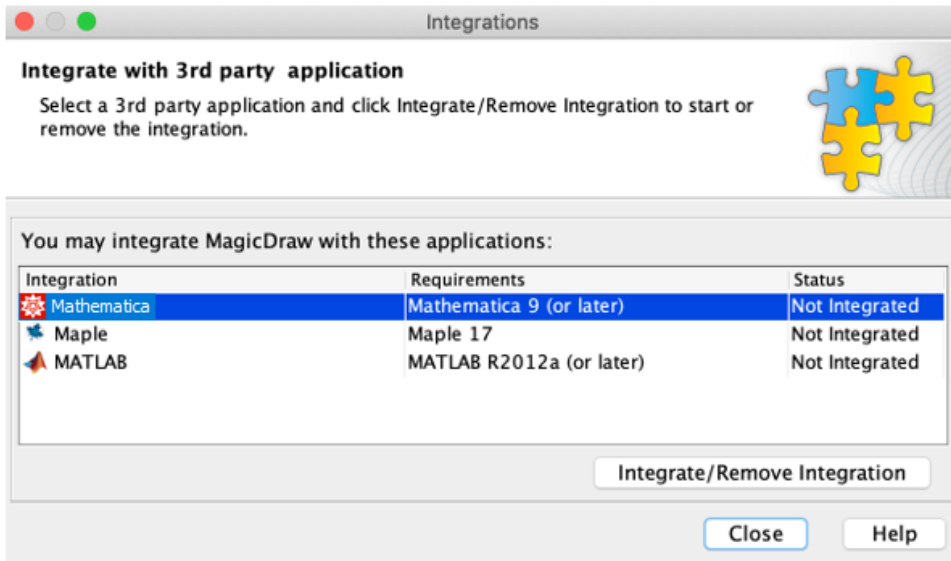 Integrations
Integrate with 3rd party application
Select a 3rd party application and click Integrate/Remove Integration to start or
remove the integration.
You may integrate MagicDraw with these applications:
Integration Requirements Status
Mathematica Mathematica 9 (or later) Not Integrated
Maple Maple 17 Not Integrated
MATLAB MATLAB R2012a (or later) Not Integrated
Integrate/Remove Integration
Close Help